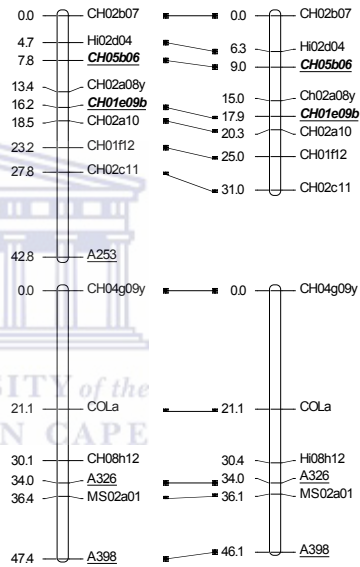 0.0 CH02b07 0.0 CH02b07
4.7 Hi02d04 6.3 Hi02d04
7.8 CH05b06 9.0 CH05b06
13.4 CH02a08y 15.0 Ch02a08y
16.2 CH01e09b 17.9 CH01e09b
18.5 CH02a10 20.3 CH02a10
23.2 CH01f12 25.0 CH01f12
27.8 CH02c11 31.0 CH02c11
42.8 A253
0.0 CH04g09y 0.0 CH04g09y
SITY of the
21.1 COLa 21.1 COLa
N CAPE
30.1 CH08h12 30.4 Hi08h12
34.0 A326 34.0 A326
36.4 MS02a01 36.1 MS02a01
47.4 A398 46.1 A398